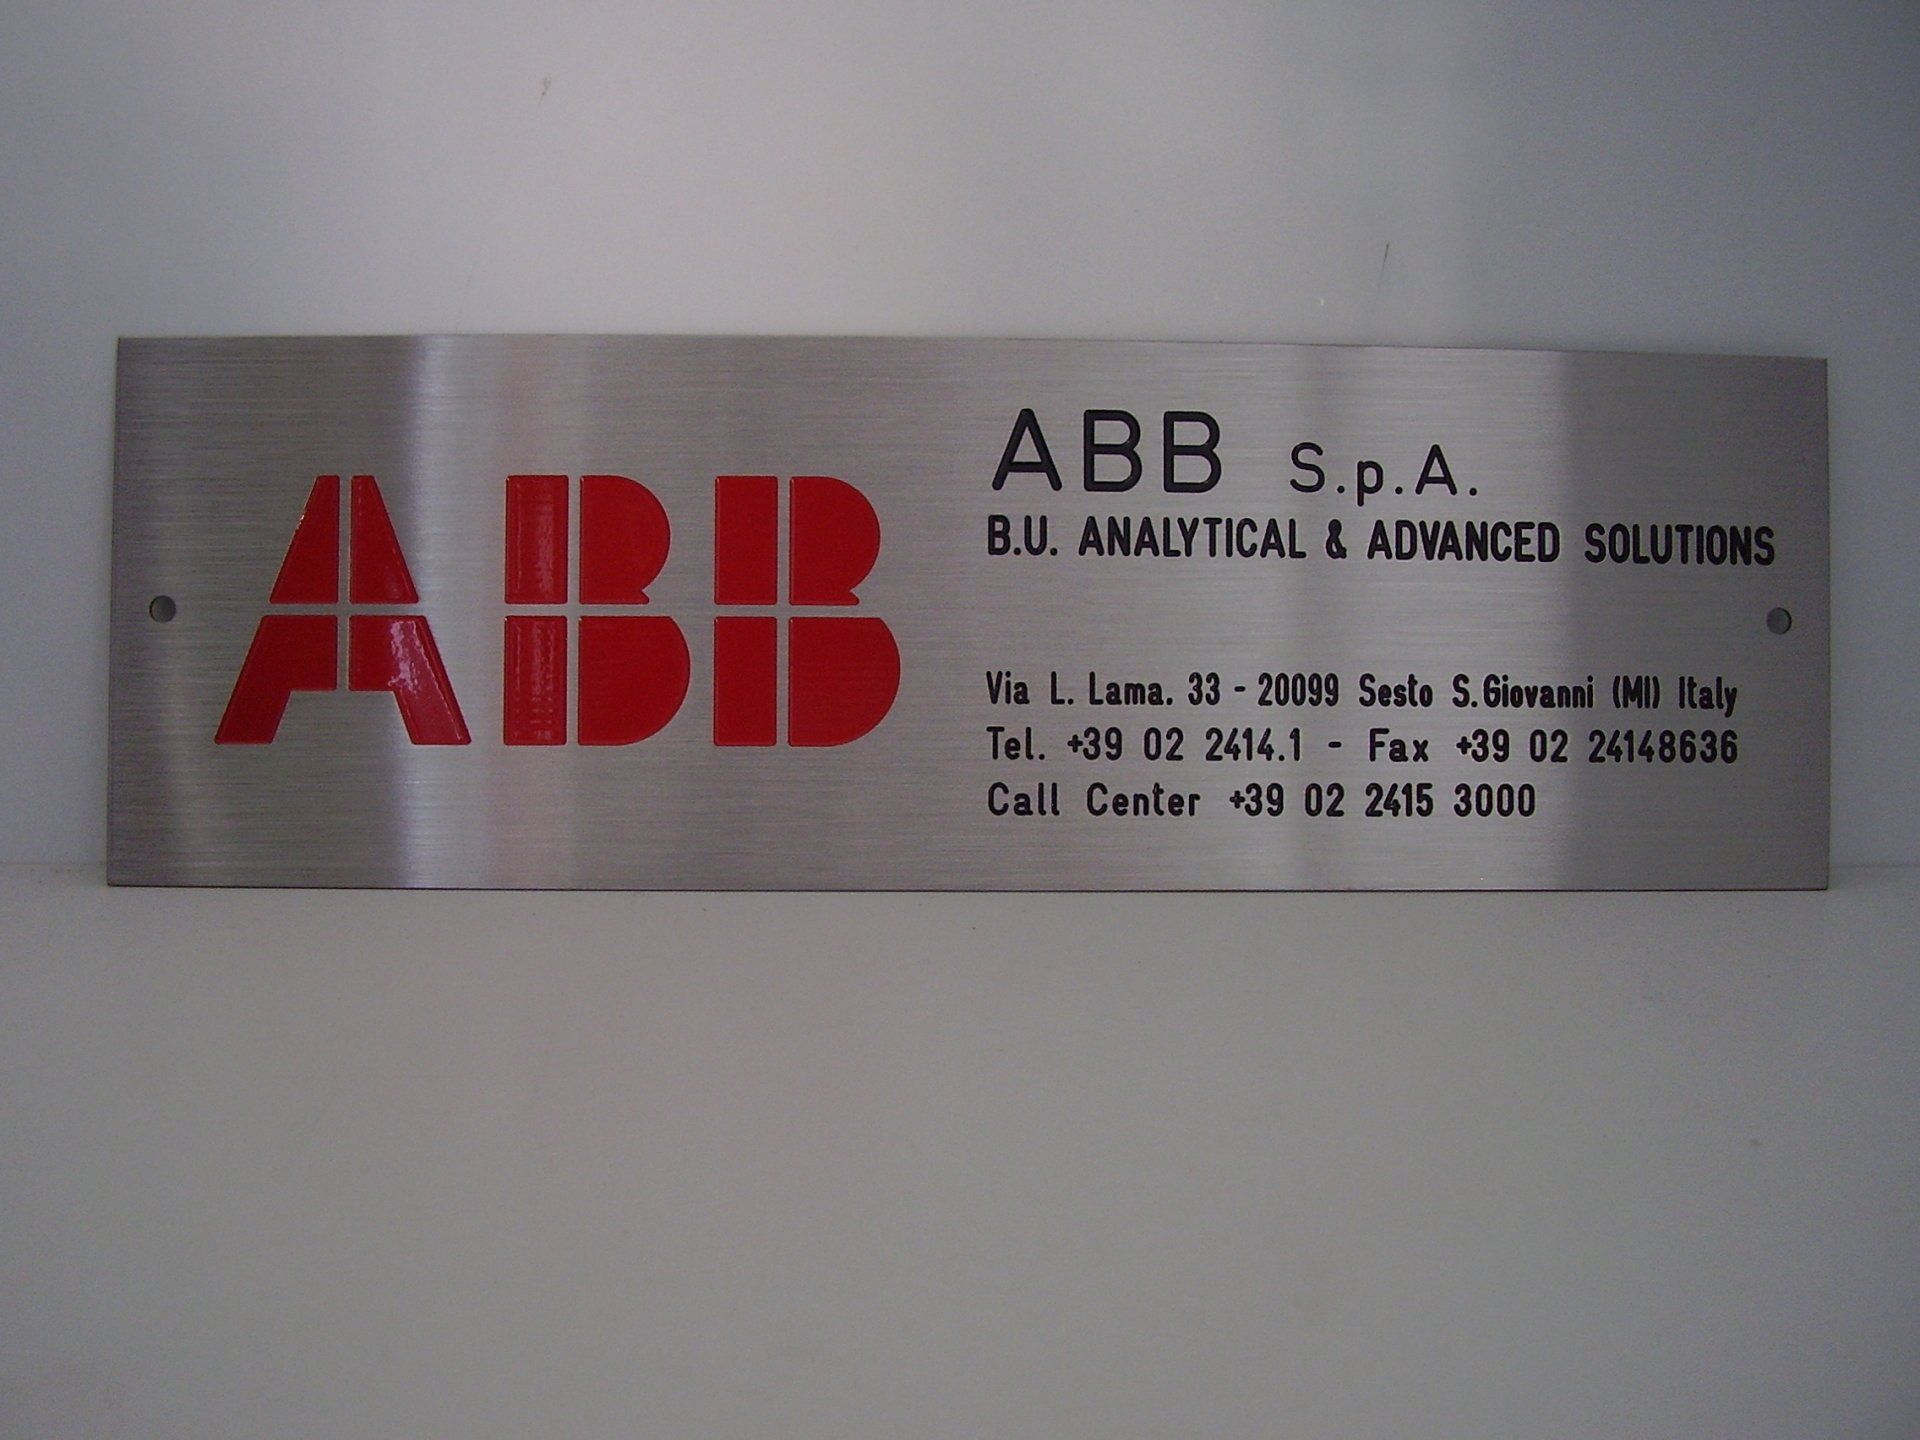 ABB
ABB S.p.A.
B.U. ANALYTICAL & ADVANCED SOLUTIONS
Via L. Lama. 33 - 20099 Sesto S.Giovanni (MI) Italy
Tel. +39 02 2414.1 - Fax +39 02 24148636
Call Center +39 02 2415 3000